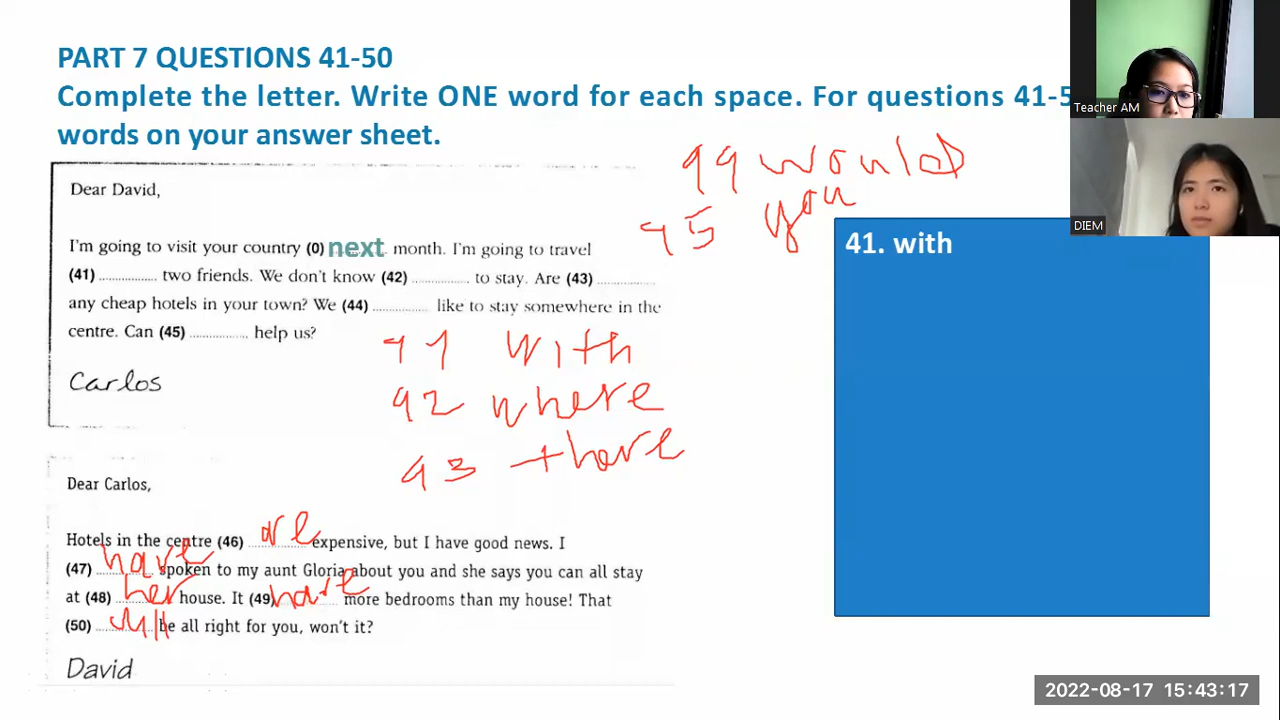 PART 7 QUESTIONS 41-50
Complete the letter. Write ONE word for each space. For questions 41-5
words on your answer sheet.
Teacher AM
DIEM
44 would
45 you
41. with
Dear David,
I'm going to visit your country (0) next month. I'm going to travel
(41) .............. two friends. We don't know (42) .............. to stay. Are (43) ..............
any cheap hotels in your town? We (44) .............. like to stay somewhere in the
centre. Can (45) .............. help us?
Carlos
41 with
42 where
43 there
Dear Carlos,
Hotels in the centre (46) are expensive, but I have good news. I
(47) have spoken to my aunt Gloria about you and she says you can all stay
at (48) her house. It (49) have more bedrooms than my house! That
(50) will be all right for you, won't it?
David
2022-08-17 15:43:17